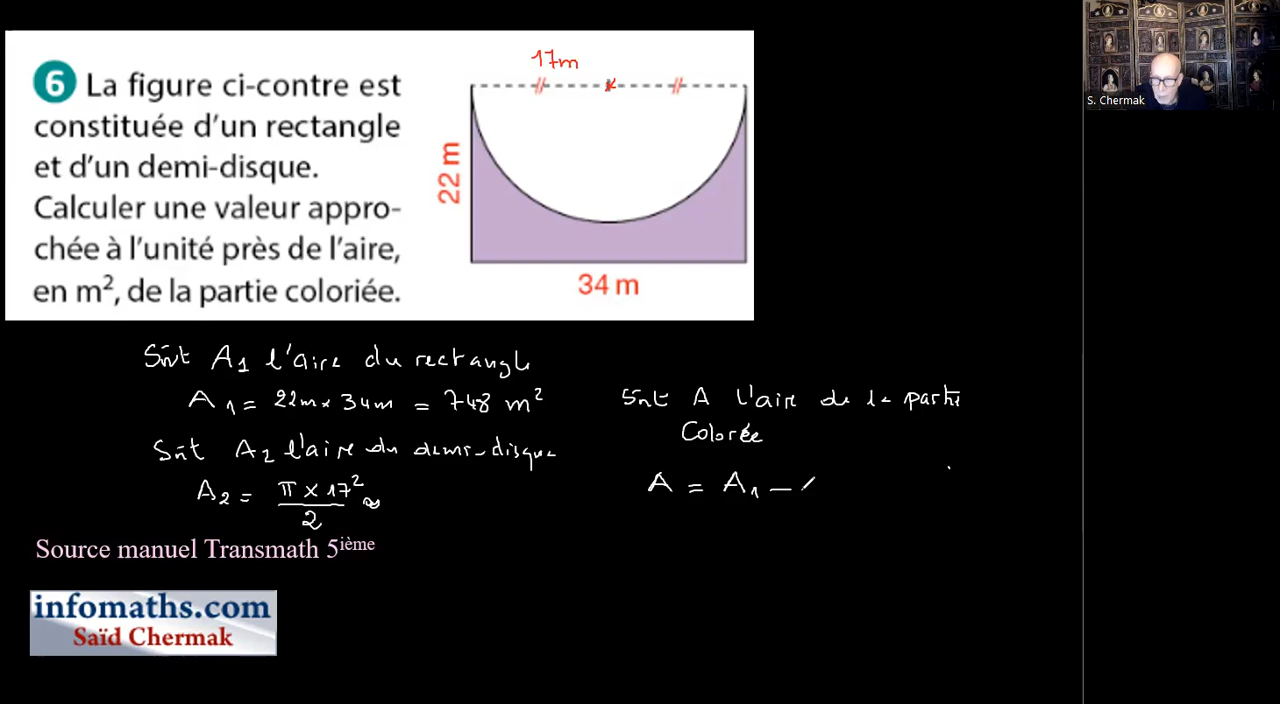 6 La figure ci-contre est
constituée d'un rectangle
et d'un demi-disque.
Calculer une valeur appro-
chée à l'unité près de l'aire,
en m², de la partie coloriée.
17m
22 m
34 m
S. Chermak
Soit A₁ l'aire du rectangle
A₁ = 22m × 34m = 748 m²
Soit A₂ l'aire du demi-disque
A₂ = π × 17² / 2 ≈
Soit A l'aire de la partie
Colorée
A = A₁ –
Source manuel Transmath 5ième
infomaths.com
Saïd Chermak